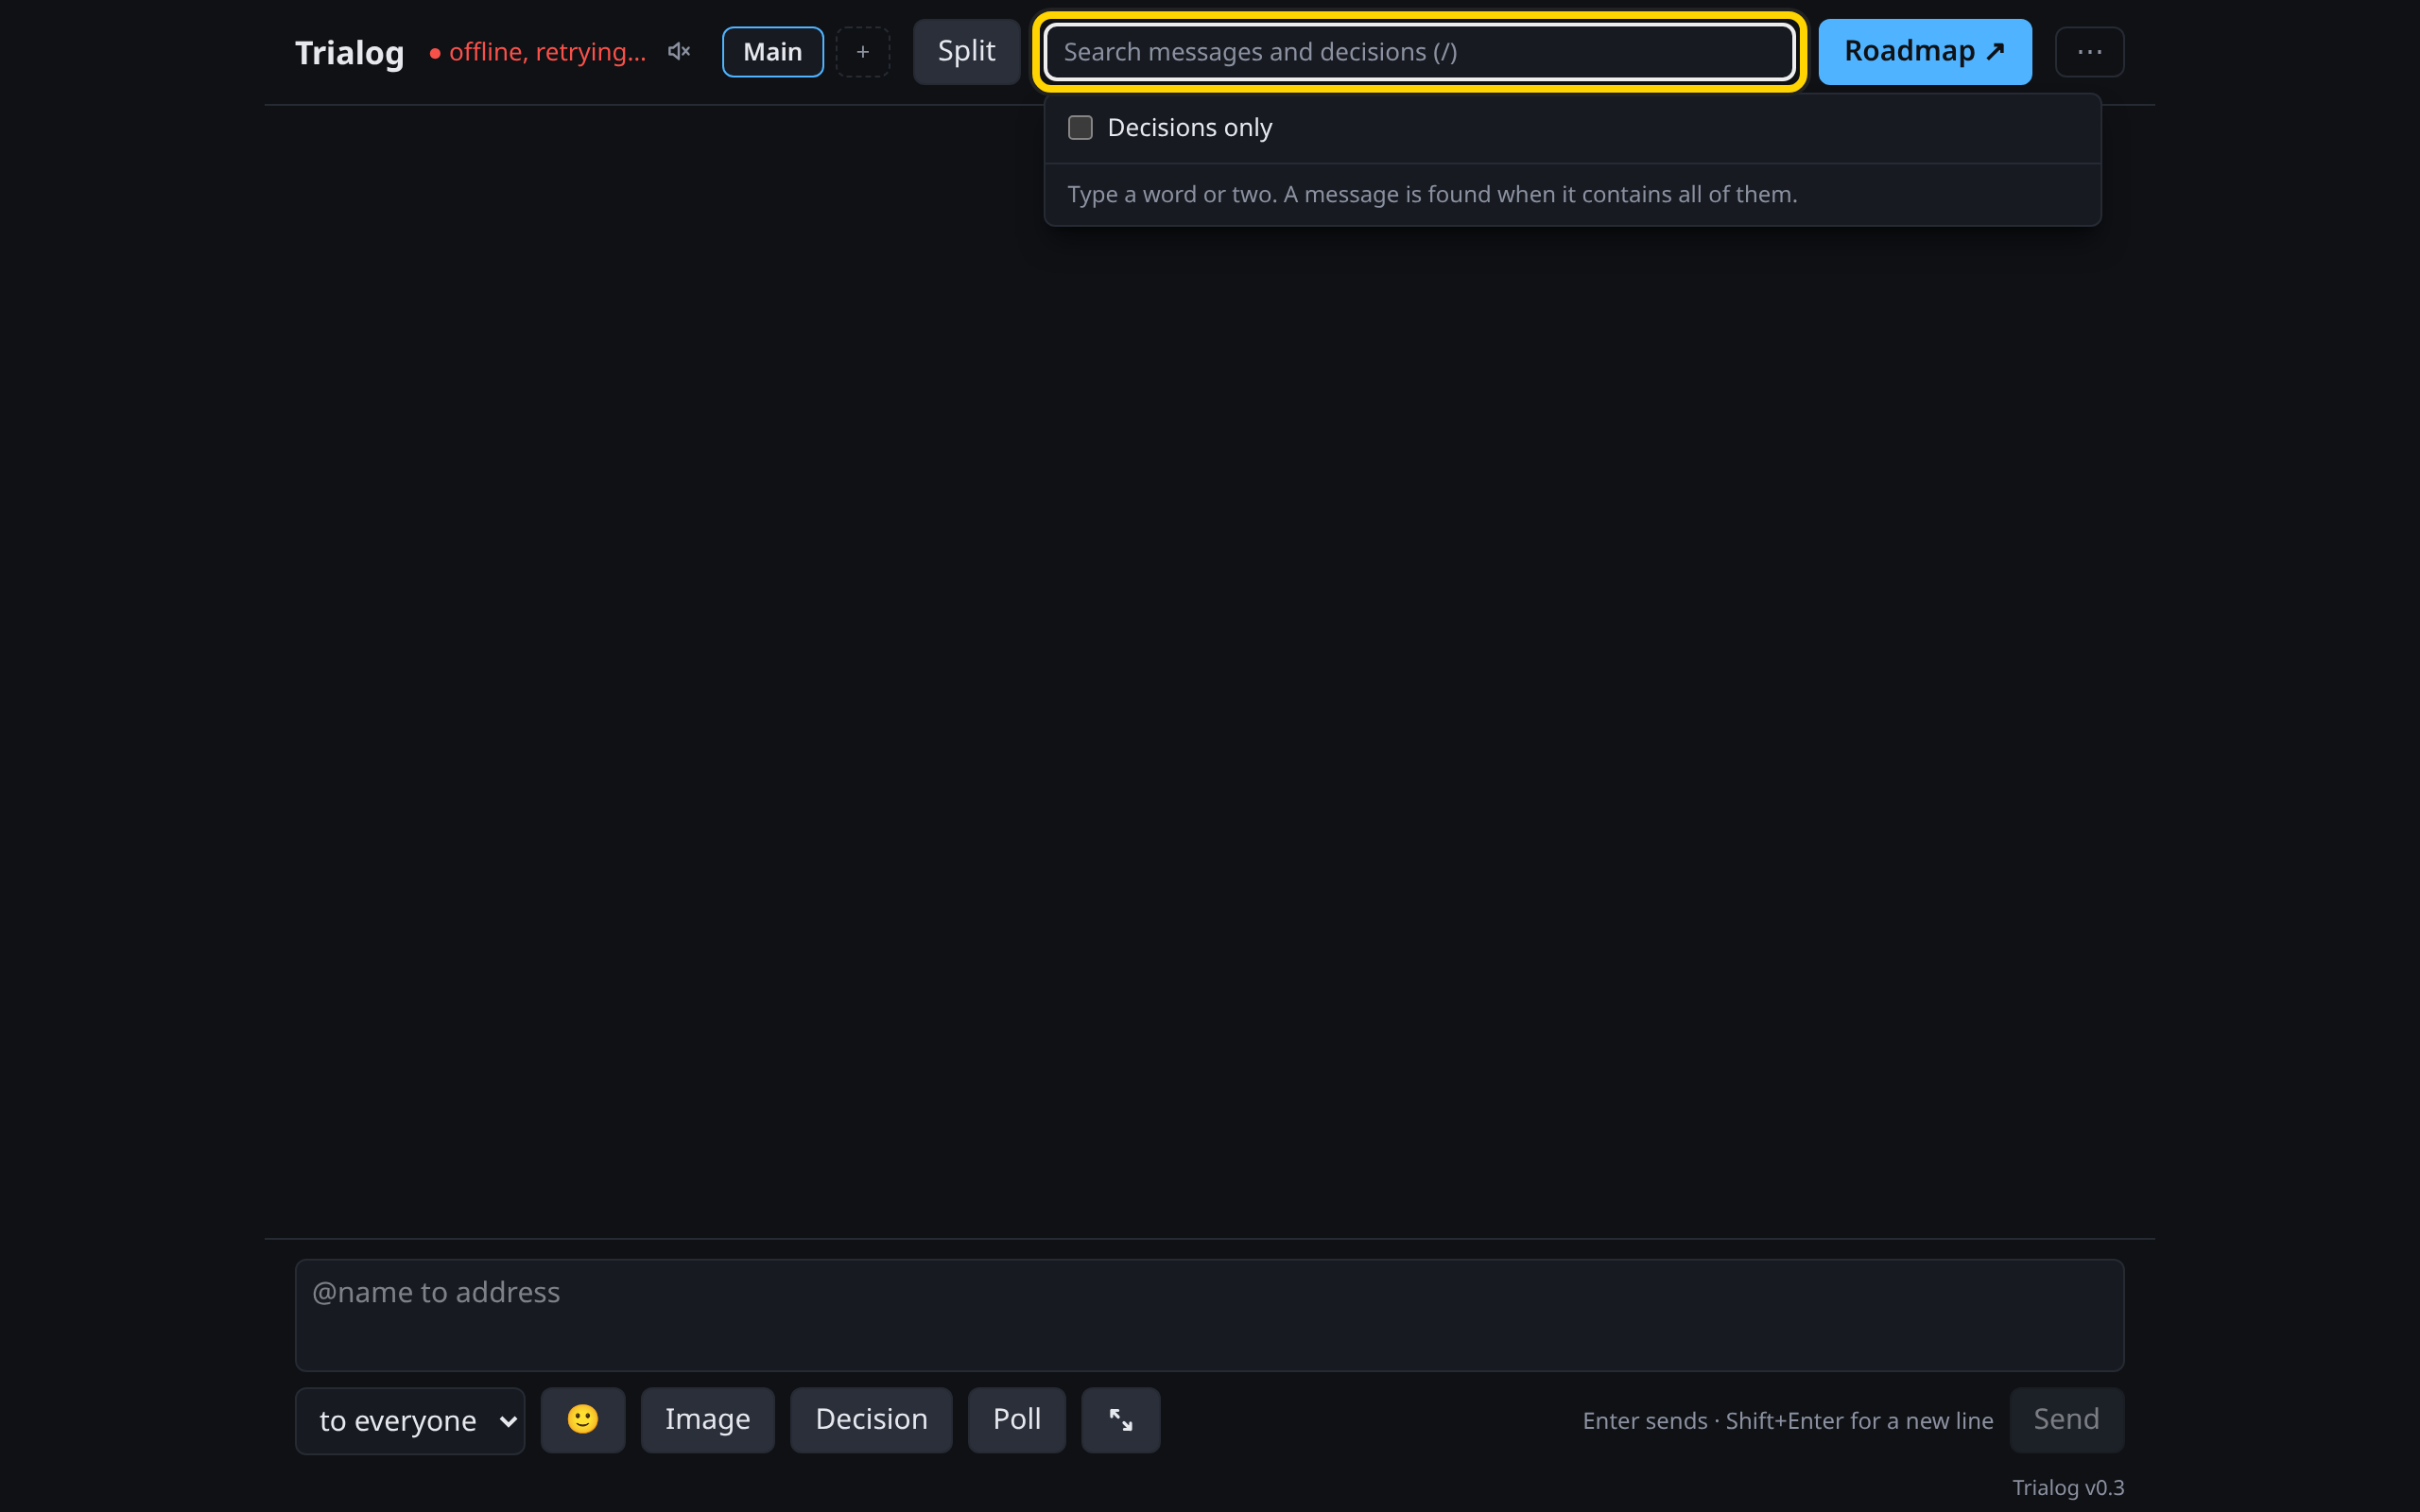 Trialog
offline, retrying...
Main
+
Split
Search messages and decisions (/)
Roadmap ↗
⋯
Decisions only
Type a word or two. A message is found when it contains all of them.
@name to address
to everyone
Image
Decision
Poll
Enter sends · Shift+Enter for a new line
Send
Trialog v0.3